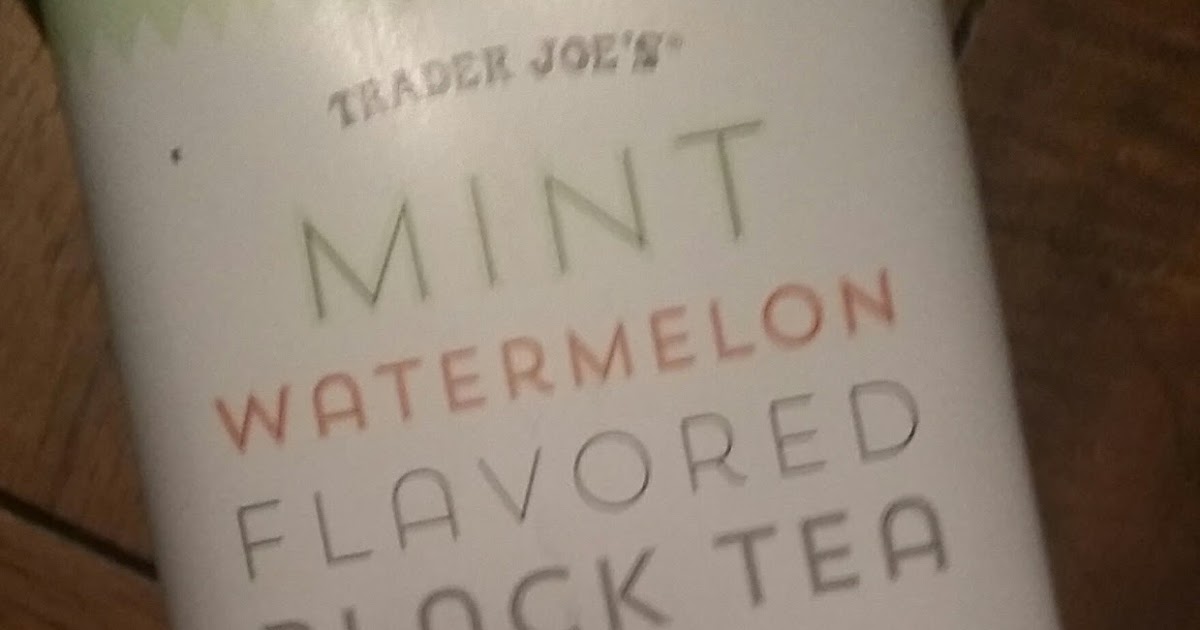 TRADER JOE'S®
MINT
WATERMELON
FLAVORED
BLACK TEA